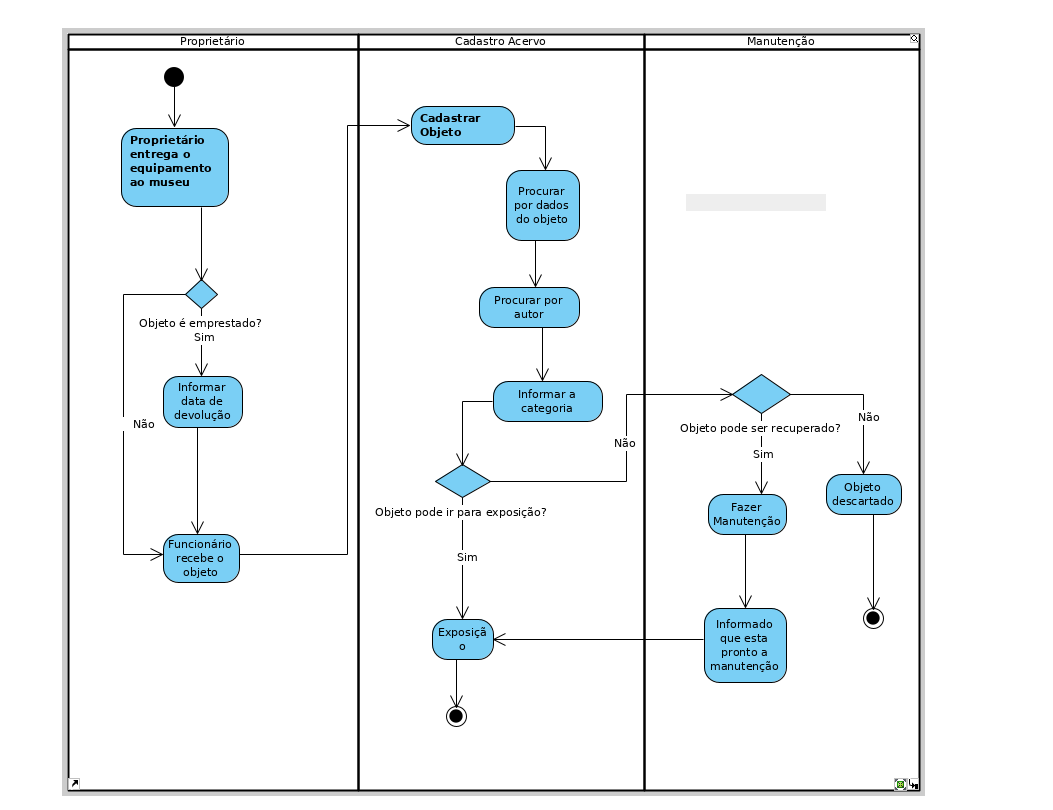 Proprietário
Cadastro Acervo
Manutenção
Proprietário
entrega o
equipamento
ao museu
Objeto é emprestado?
Sim
Informar
data de
devolução
Não
Funcionário
recebe o
objeto
Cadastrar
Objeto
Procurar
por dados
do objeto
Procurar por
autor
Informar a
categoria
Não
Objeto pode ir para exposição?
Sim
Exposiçã
o
Objeto pode ser recuperado?
Sim
Não
Fazer
Manutenção
Objeto
descartado
Informado
que esta
pronto a
manutenção